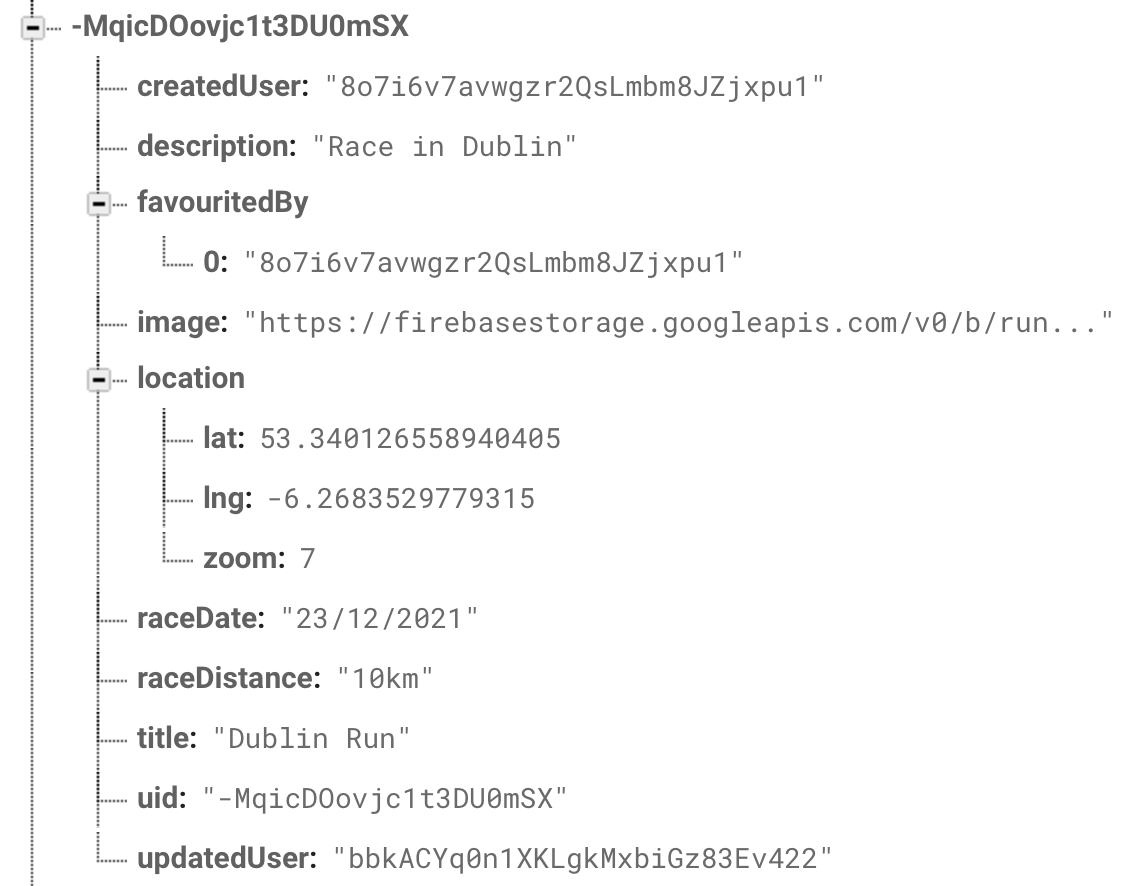 -MqicDOovjc1t3DU0mSX
createdUser: "8o7i6v7avwgzr2QsLmbm8JZjxpu1"
description: "Race in Dublin"
favouritedBy
0: "8o7i6v7avwgzr2QsLmbm8JZjxpu1"
image: "https://firebasestorage.googleapis.com/v0/b/run..."
location
lat: 53.340126558940405
lng: -6.2683529779315
zoom: 7
raceDate: "23/12/2021"
raceDistance: "10km"
title: "Dublin Run"
uid: "-MqicDOovjc1t3DU0mSX"
updatedUser: "bbkACYq0n1XKLgkMxbiGz83Ev422"